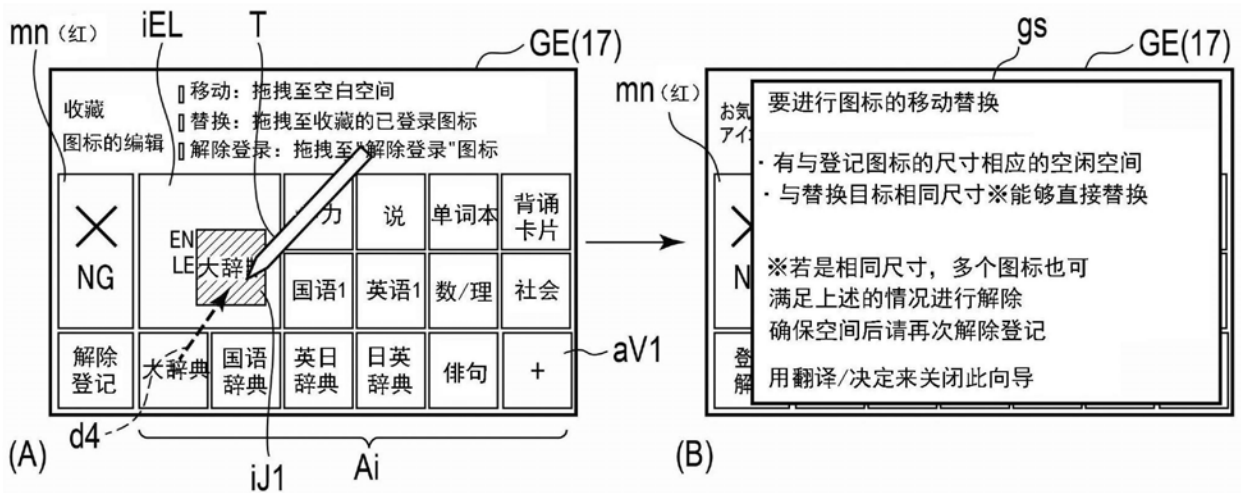 mn（红）
iEL
T
GE(17)
收藏
图标的编辑
▯移动：拖拽至空白空间
▯替换：拖拽至收藏的已登录图标
▯解除登录：拖拽至"解除登录"图标
NG
EN
LE
大辞典
力
说
单词本
背诵
卡片
国语1
英语1
数/理
社会
解除
登记
大辞典
国语
辞典
英日
辞典
日英
辞典
俳句
+
aV1
d4
iJ1
Ai
(A)
gs
GE(17)
mn（红）
お気
アイ
N
登
解
要进行图标的移动替换
·有与登记图标的尺寸相应的空闲空间
·与替换目标相同尺寸※能够直接替换
※若是相同尺寸，多个图标也可
满足上述的情况进行解除
确保空间后请再次解除登记
用翻译/决定来关闭此向导
(B)